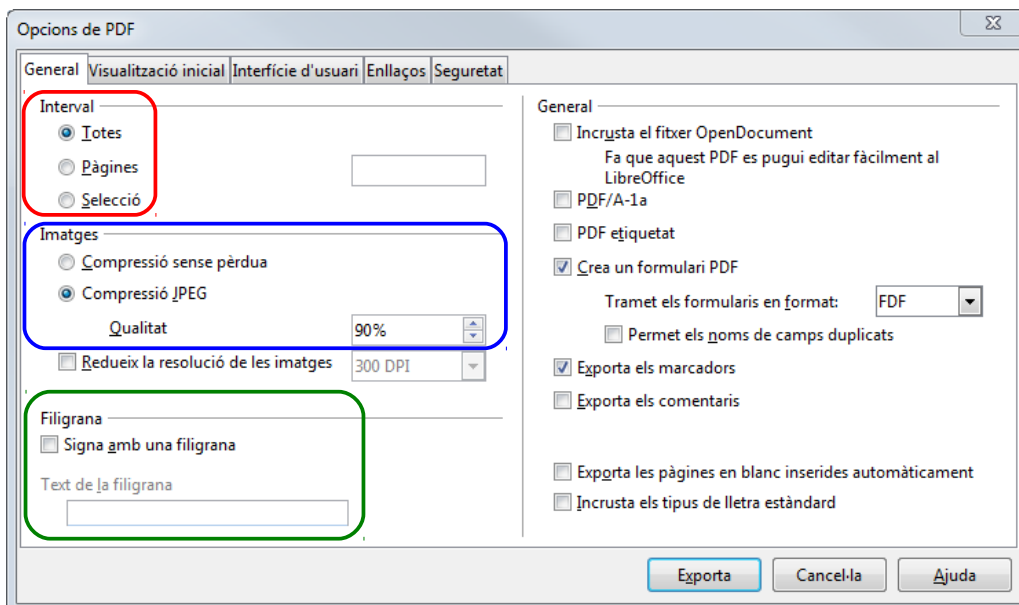 Opcions de PDF
General Visualització inicial Interfície d'usuari Enllaços Seguretat
Interval
Totes
Pàgines
Selecció
Imatges
Compressió sense pèrdua
Compressió JPEG
Qualitat 90%
Redueix la resolució de les imatges 300 DPI
Filigrana
Signa amb una filigrana
Text de la filigrana
General
Incrusta el fitxer OpenDocument
Fa que aquest PDF es pugui editar fàcilment al
LibreOffice
PDF/A-1a
PDF etiquetat
Crea un formulari PDF
Tramet els formularis en format: FDF
Permet els noms de camps duplicats
Exporta els marcadors
Exporta els comentaris
Exporta les pàgines en blanc inserides automàticament
Incrusta els tipus de lletra estàndard
Exporta Cancel·la Ajuda